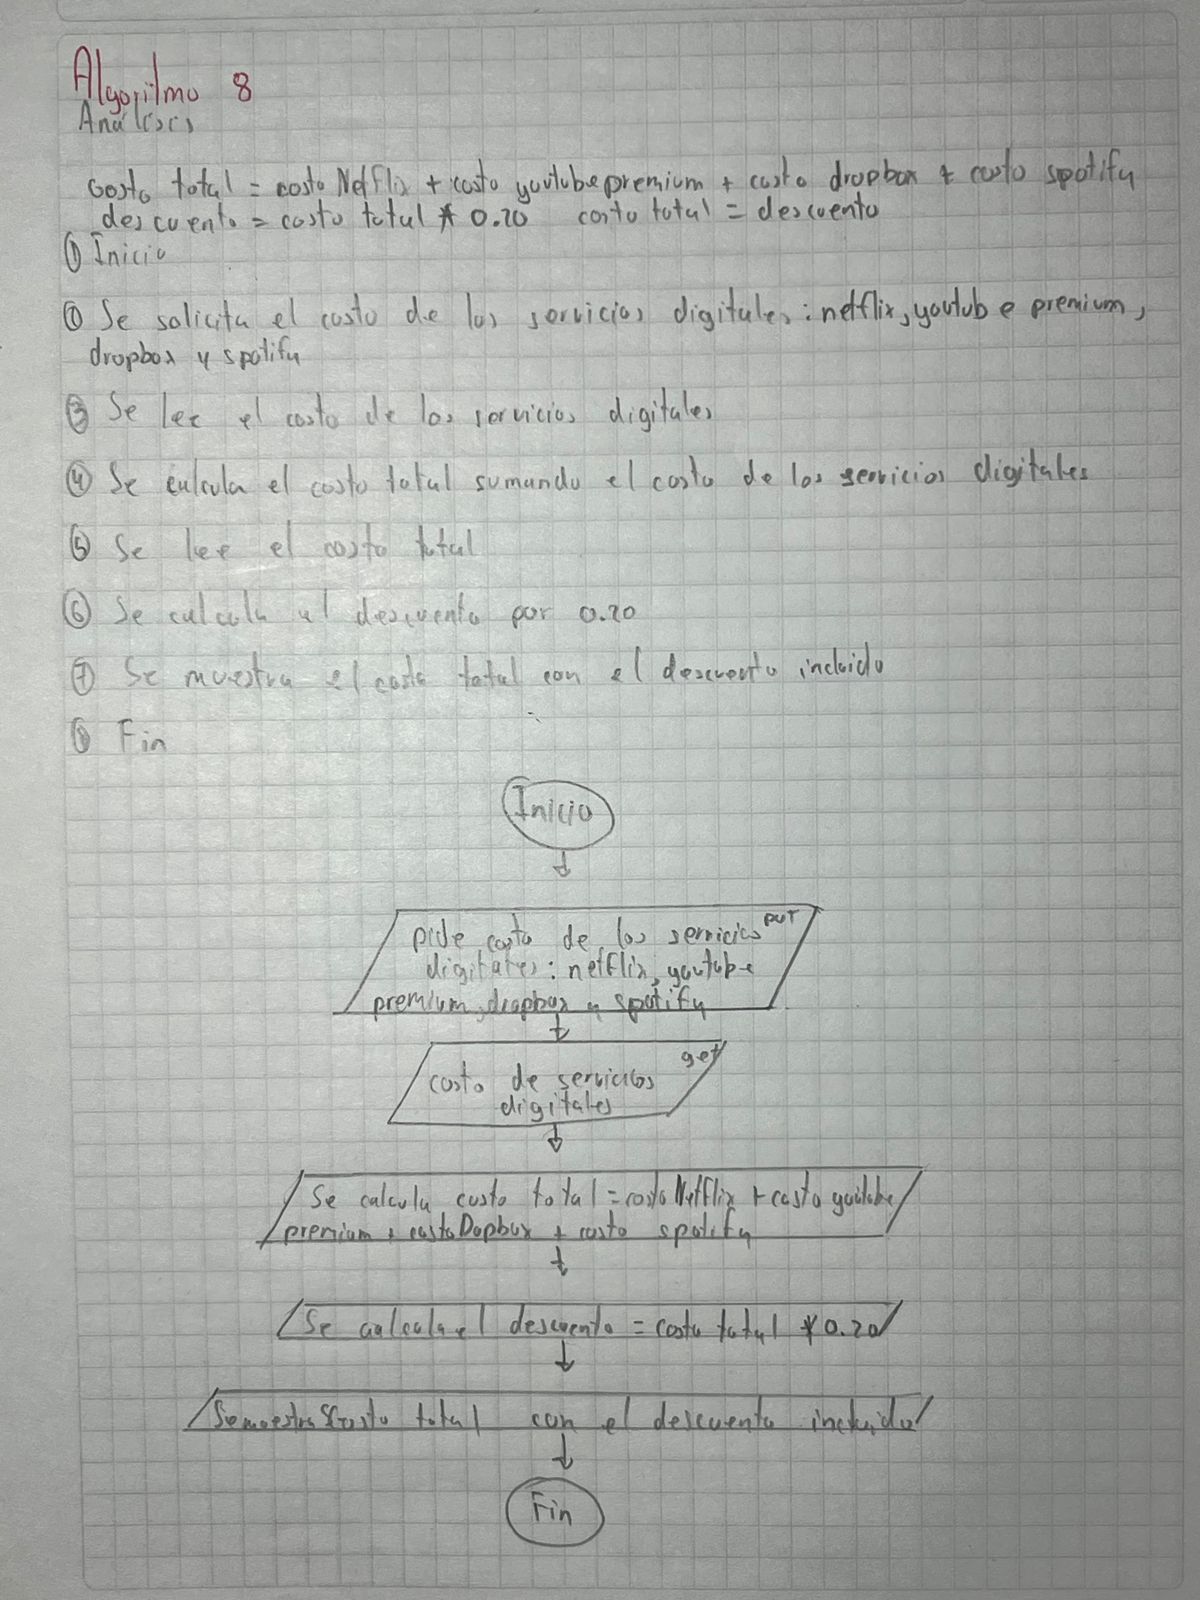 Algoritmo 8
Análisis
Costo total = costo Netflix + costo youtube premium + costo dropbox + costo spotify
descuento = costo total * 0.20 costo total = descuento
① Inicio
② Se solicita el costo de los servicios digitales: netflix, youtube premium,
dropbox y spotify
③ Se lee el costo de los servicios digitales
④ Se calcula el costo total sumando el costo de los servicios digitales
⑤ Se lee el costo total
⑥ Se calcula el descuento por 0.20
⑦ Se muestra el costo total con el descuento incluido
⑧ Fin
Inicio
pide costo de los servicios put
digitales: netflix, youtube
premium, dropbox y spotify
get
costo de servicios
digitales
Se calcula costo total = costo Netflix + costo youtube
premium + costo Dopbox + costo spotify
Se calcula el descuento = costo total * 0.20
Se muestra costo total con el descuento incluido
Fin